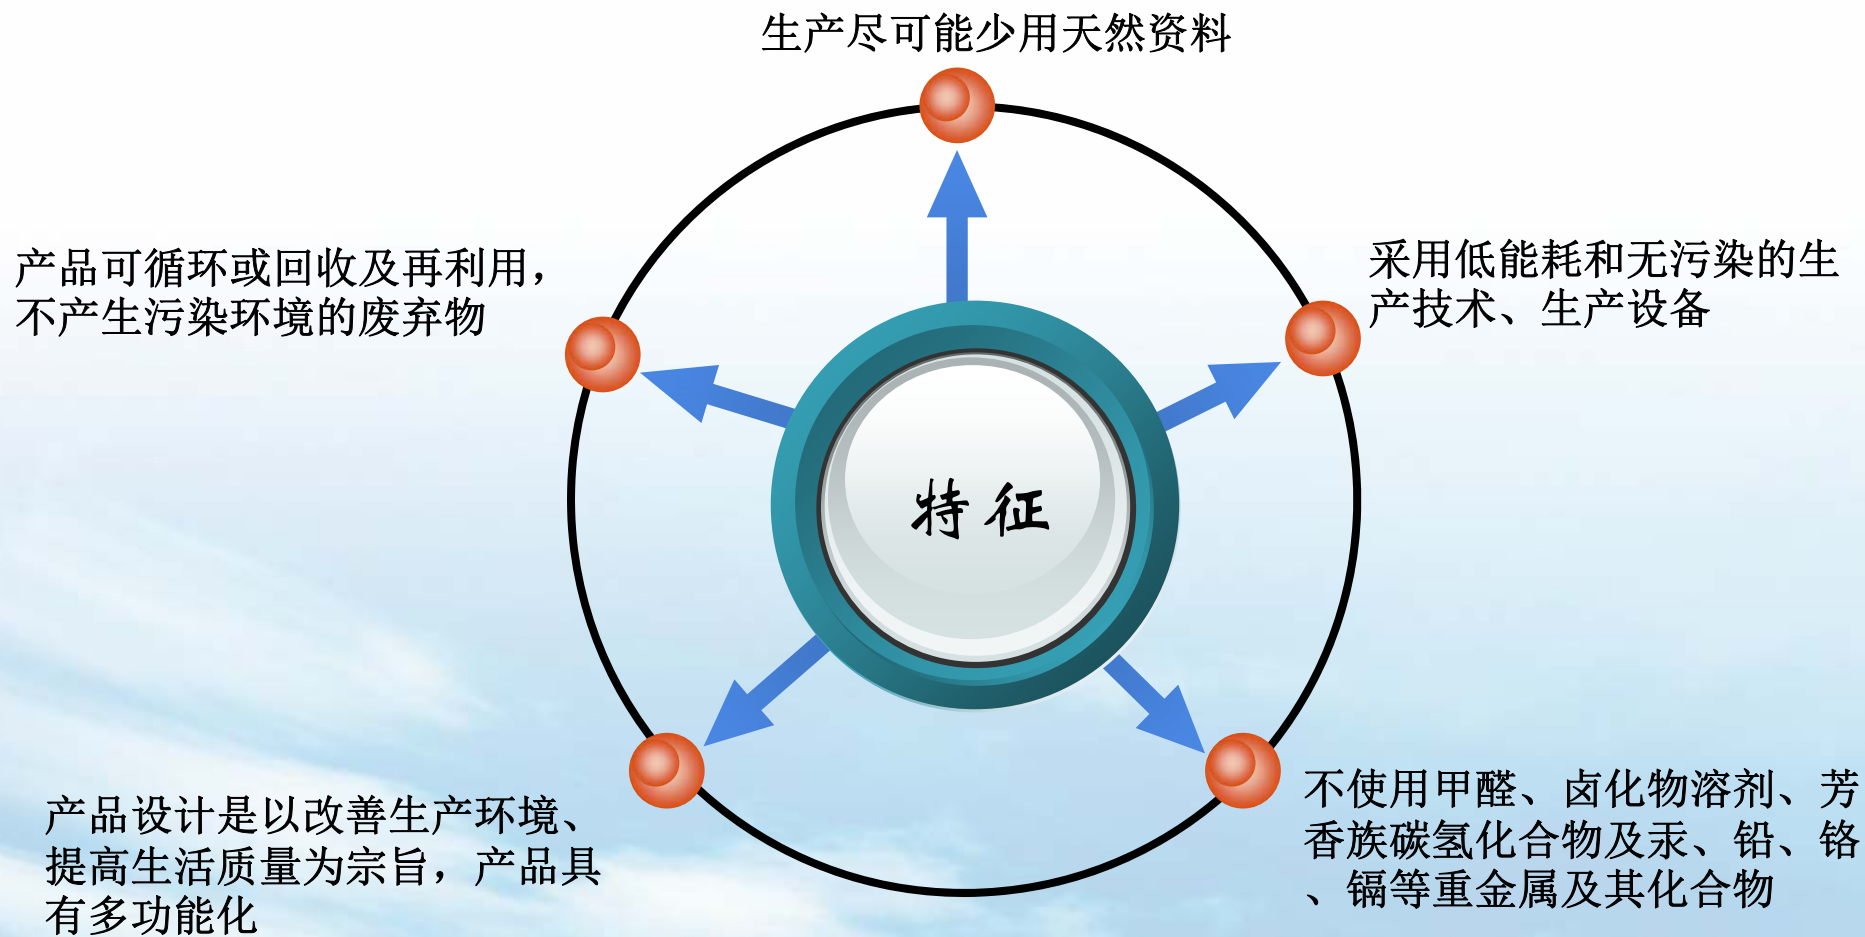 生产尽可能少用天然资料
产品可循环或回收及再利用，
不产生污染环境的废弃物
采用低能耗和无污染的生
产技术、生产设备
特征
产品设计是以改善生产环境、
提高生活质量为宗旨，产品具
有多功能化
不使用甲醛、卤化物溶剂、芳
香族碳氢化合物及汞、铅、铬
、镉等重金属及其化合物